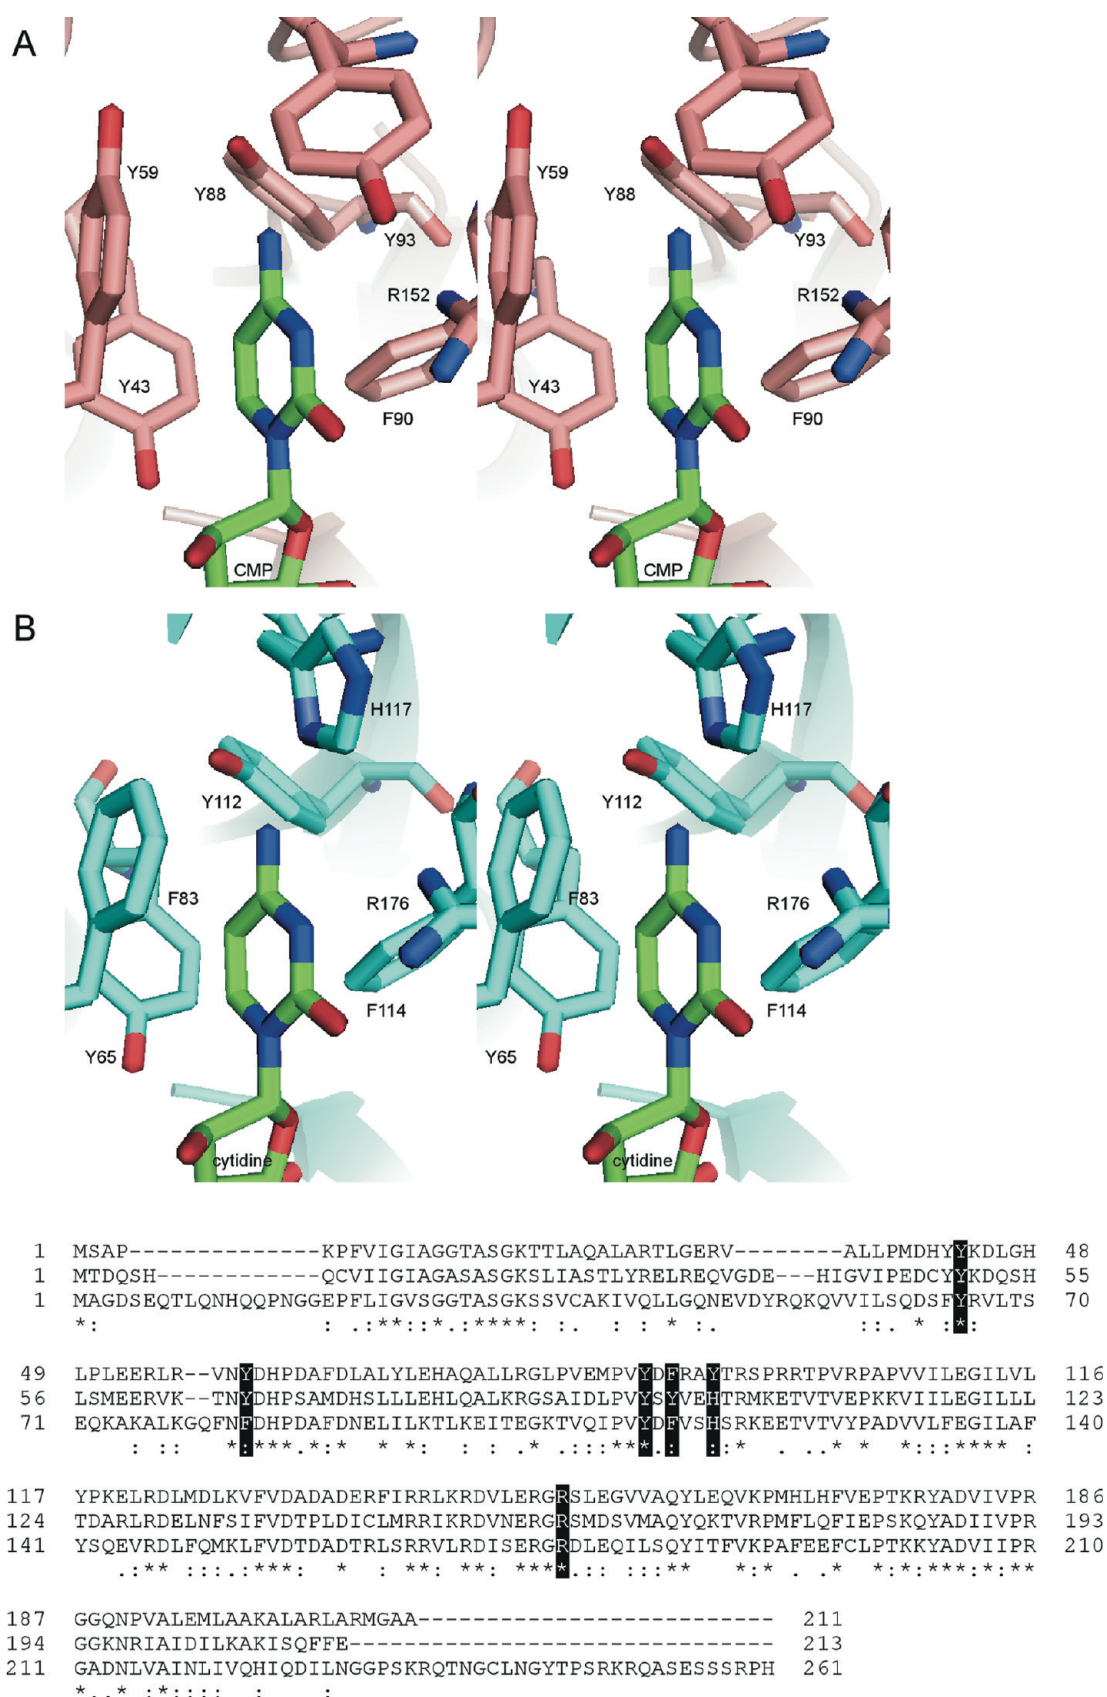 A
Y59 Y59
Y88 Y88
Y93 Y93
R152 R152
Y43 Y43
F90 F90
CMP CMP
B
H117 H117
Y112 Y112
F83 F83
R176 R176
F114 F114
Y65 Y65
cytidine cytidine
1 MSAP--------------KPFVIGIAGGTASGKTTLAQALARTLGERV--------ALLPMDHYYKDLGH 48
1 MTDQSH------------QCVIIGIAGASASGKSLIASTLYRELREQVGDE---HIGVIPEDCYYKDQSH 55
1 MAGDSEQTLQNHQQPNGGEPFLIGVSGGTASGKSSVCAKIVQLLGQNEVDYRQKQVVILSQDSFYRVLTS 70
*: : .:**:*.:****: :. : : * :. ::. * :*:
49 LPLEERLR--VNYDHPDAFDLALYLEHAQALLRGLPVEMPVYDFRAYTRSPRRTPVRPAPVVILEGILVL 116
56 LSMEERVK--TNYDHPSAMDHSLLLEHLQALKRGSAIDLPVYSYVEHTRMKETVTVEPKKVIILEGILLL 123
71 EQKAKALKGQFNFDHPDAFDNELILKTLKEITEGKTVQIPVYDFVSHSRKEETVTVYPADVVLFEGILAF 140
: :: *:***.*:* * *: : : .* .:::***.: ::* . ..* * *:::**** :
117 YPKELRDLMDLKVFVDADADERFIRRLKRDVLERGRSLEGVVAQYLEQVKPMHLHFVEPTKRYADVIVPR 186
124 TDARLRDELNFSIFVDTPLDICLMRRIKRDVNERGRSMDSVMAQYQKTVRPMFLQFIEPSKQYADIIVPR 193
141 YSQEVRDLFQMKLFVDTDADTRLSRRVLRDISERGRDLEQILSQYITFVKPAFEEFCLPTKKYADVIIPR 210
.:** :::.:***: * : **: **: ****.:: ::** *:* . .* *:*:***:*:**
187 GGQNPVALEMLAAKALARLARMGAA-------------------------- 211
194 GGKNRIAIDILKAKISQFFE------------------------------- 213
211 GADNLVAINLIVQHIQDILNGGPSKRQTNGCLNGYTPSRKRQASESSSRPH 261
*..* :*:::: : :